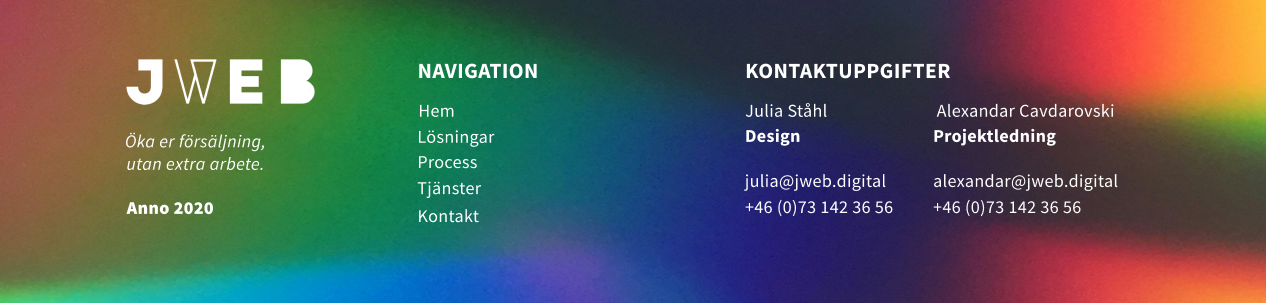 JWEB
Öka er försäljning,
utan extra arbete.
Anno 2020
NAVIGATION
Hem
Lösningar
Process
Tjänster
Kontakt
KONTAKTUPPGIFTER
Julia Ståhl
Design
julia@jweb.digital
+46 (0)73 142 36 56
Alexandar Cavdarovski
Projektledning
alexandar@jweb.digital
+46 (0)73 142 36 56